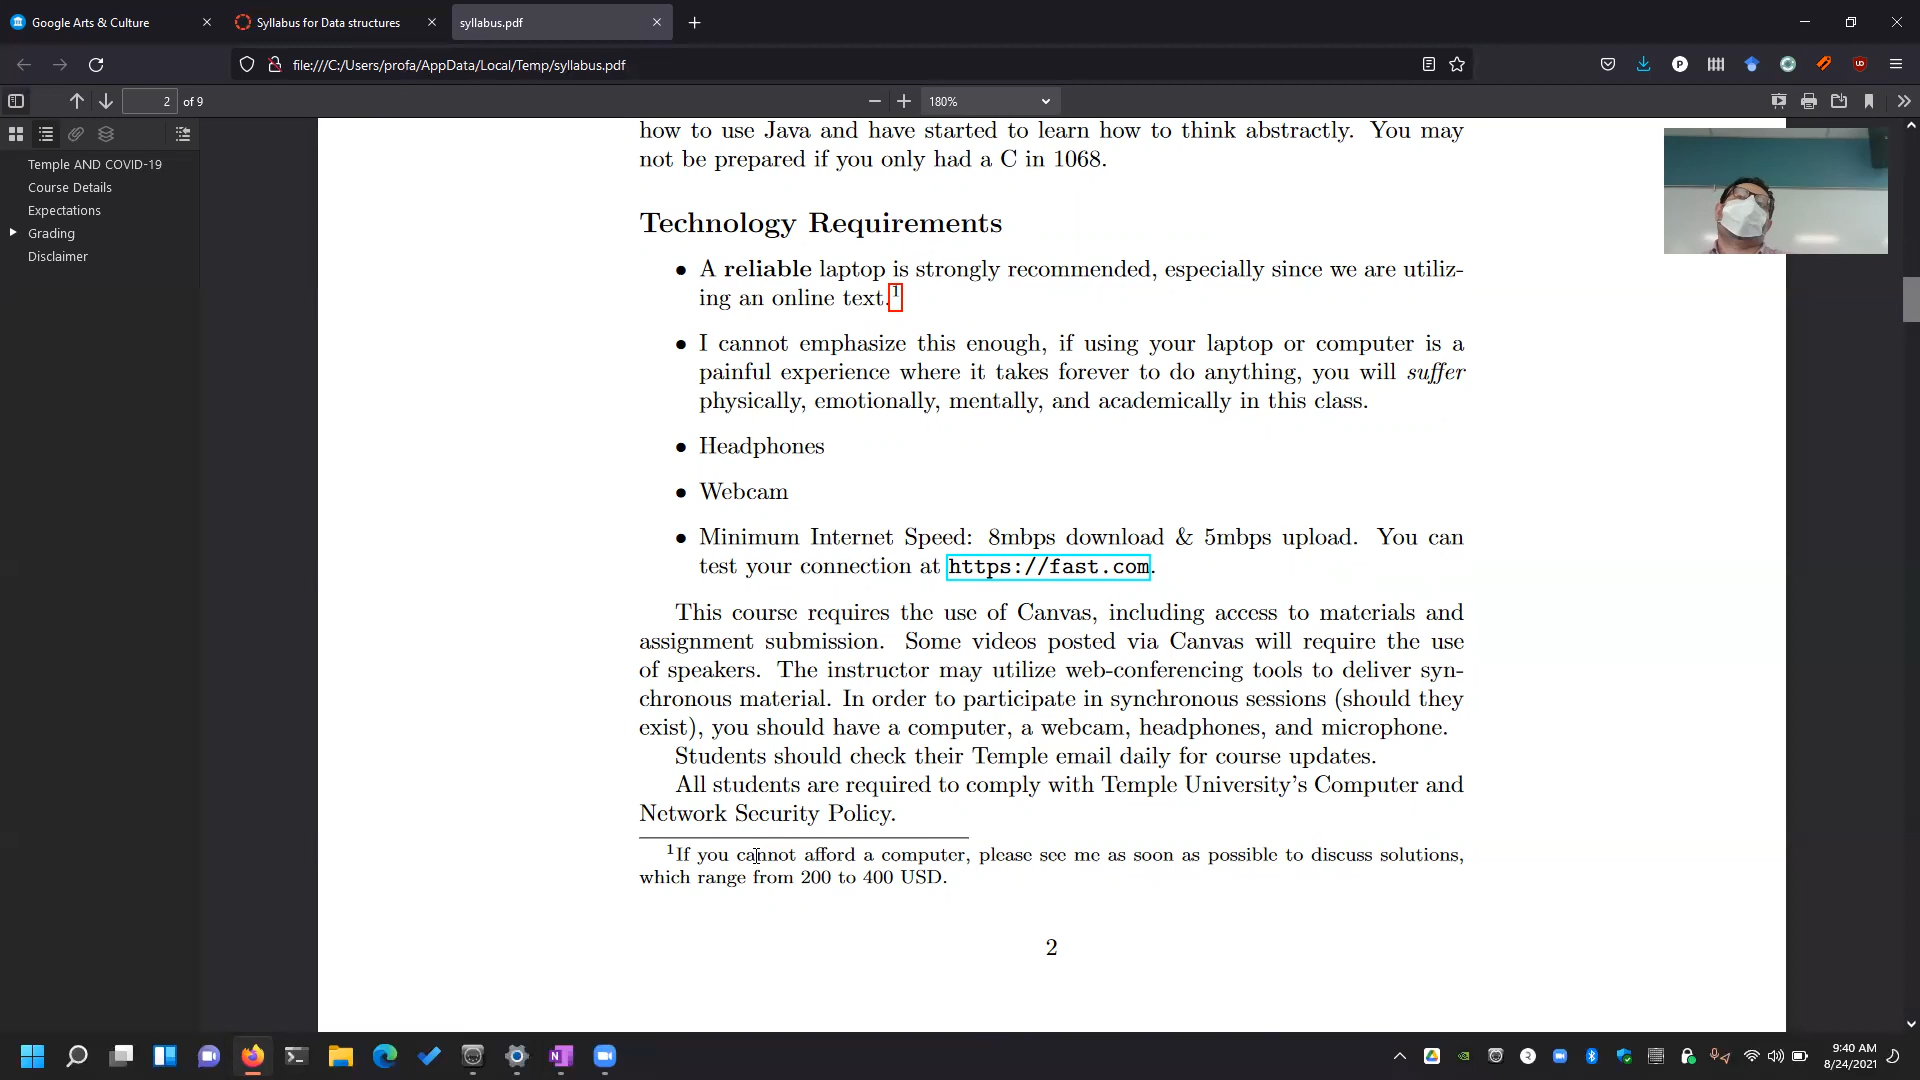 Google Arts & Culture
Syllabus for Data structures
syllabus.pdf
file:///C:/Users/profa/AppData/Local/Temp/syllabus.pdf
2 of 9
180%
Temple AND COVID-19
Course Details
Expectations
Grading
Disclaimer
how to use Java and have started to learn how to think abstractly. You may
not be prepared if you only had a C in 1068.
Technology Requirements
• A reliable laptop is strongly recommended, especially since we are utiliz-
ing an online text.1
• I cannot emphasize this enough, if using your laptop or computer is a
painful experience where it takes forever to do anything, you will suffer
physically, emotionally, mentally, and academically in this class.
• Headphones
• Webcam
• Minimum Internet Speed: 8mbps download & 5mbps upload. You can
test your connection at https://fast.com.
This course requires the use of Canvas, including access to materials and
assignment submission. Some videos posted via Canvas will require the use
of speakers. The instructor may utilize web-conferencing tools to deliver syn-
chronous material. In order to participate in synchronous sessions (should they
exist), you should have a computer, a webcam, headphones, and microphone.
Students should check their Temple email daily for course updates.
All students are required to comply with Temple University's Computer and
Network Security Policy.
1If you cannot afford a computer, please see me as soon as possible to discuss solutions,
which range from 200 to 400 USD.
2
9:40 AM
8/24/2021